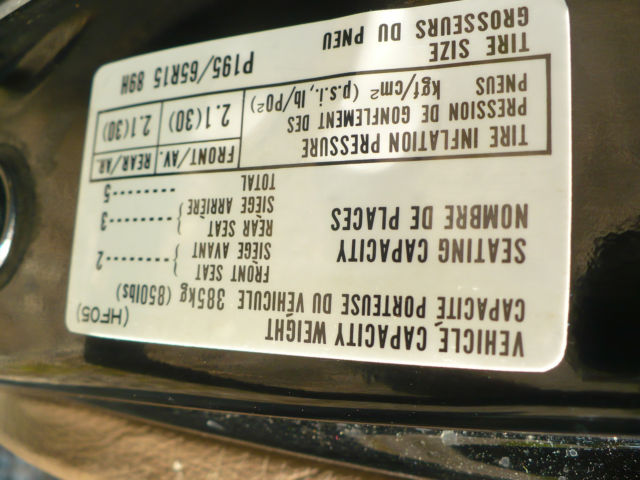 VEHICLE CAPACITY WEIGHT
CAPACITÉ PORTEUSE DU VÉHICULE 385kg (850lbs)
(HF05)
SEATING CAPACITY
NOMBRE DE PLACES
FRONT SEAT
SIÈGE AVANT } -------2
REAR SEAT
SIÈGE ARRIÈRE } -------3
TOTAL -------5
TIRE INFLATION PRESSURE
PRESSION DE GONFLEMENT DES
PNEUS kgf/cm² (p.s.i., lb/PO²)
FRONT/AV. REAR/AR
2.1(30) 2.1(30)
TIRE SIZE
GROSSEURS DU PNEU P195/65R15 89H